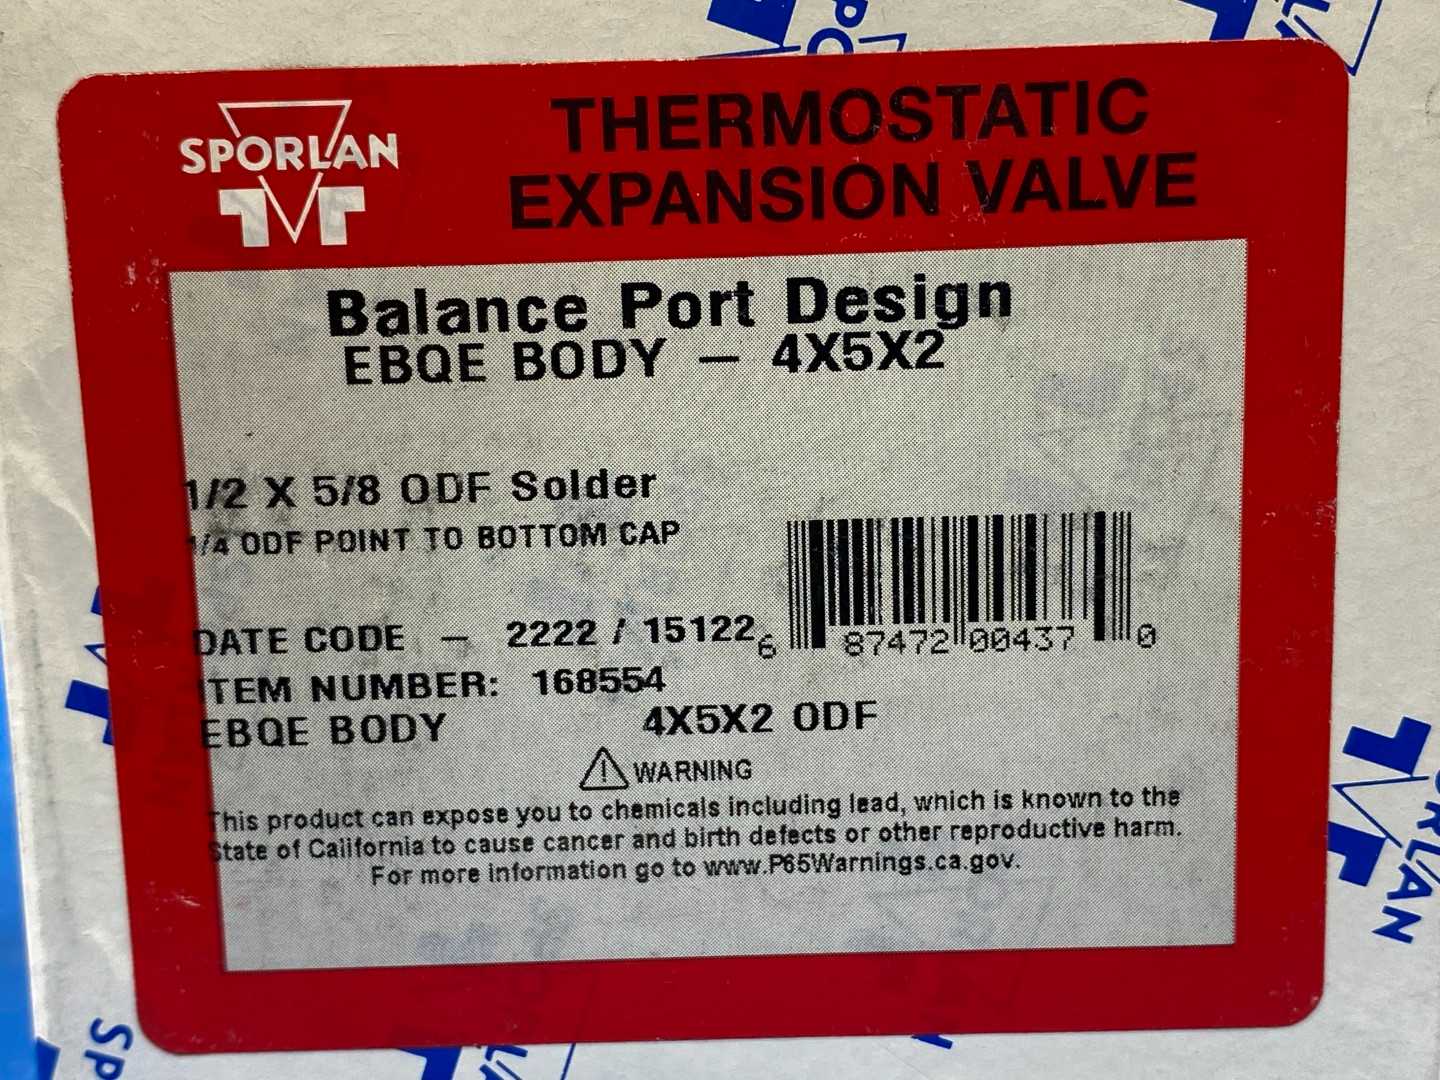 SPORLAN
THERMOSTATIC
EXPANSION VALVE
Balance Port Design
EBQE BODY – 4X5X2
1/2 X 5/8 ODF Solder
1/4 ODF POINT TO BOTTOM CAP
DATE CODE – 2222 / 15122
6 87472 00437 0
ITEM NUMBER: 168554
EBQE BODY 4X5X2 ODF
WARNING
This product can expose you to chemicals including lead, which is known to the
State of California to cause cancer and birth defects or other reproductive harm.
For more information go to www.P65Warnings.ca.gov.